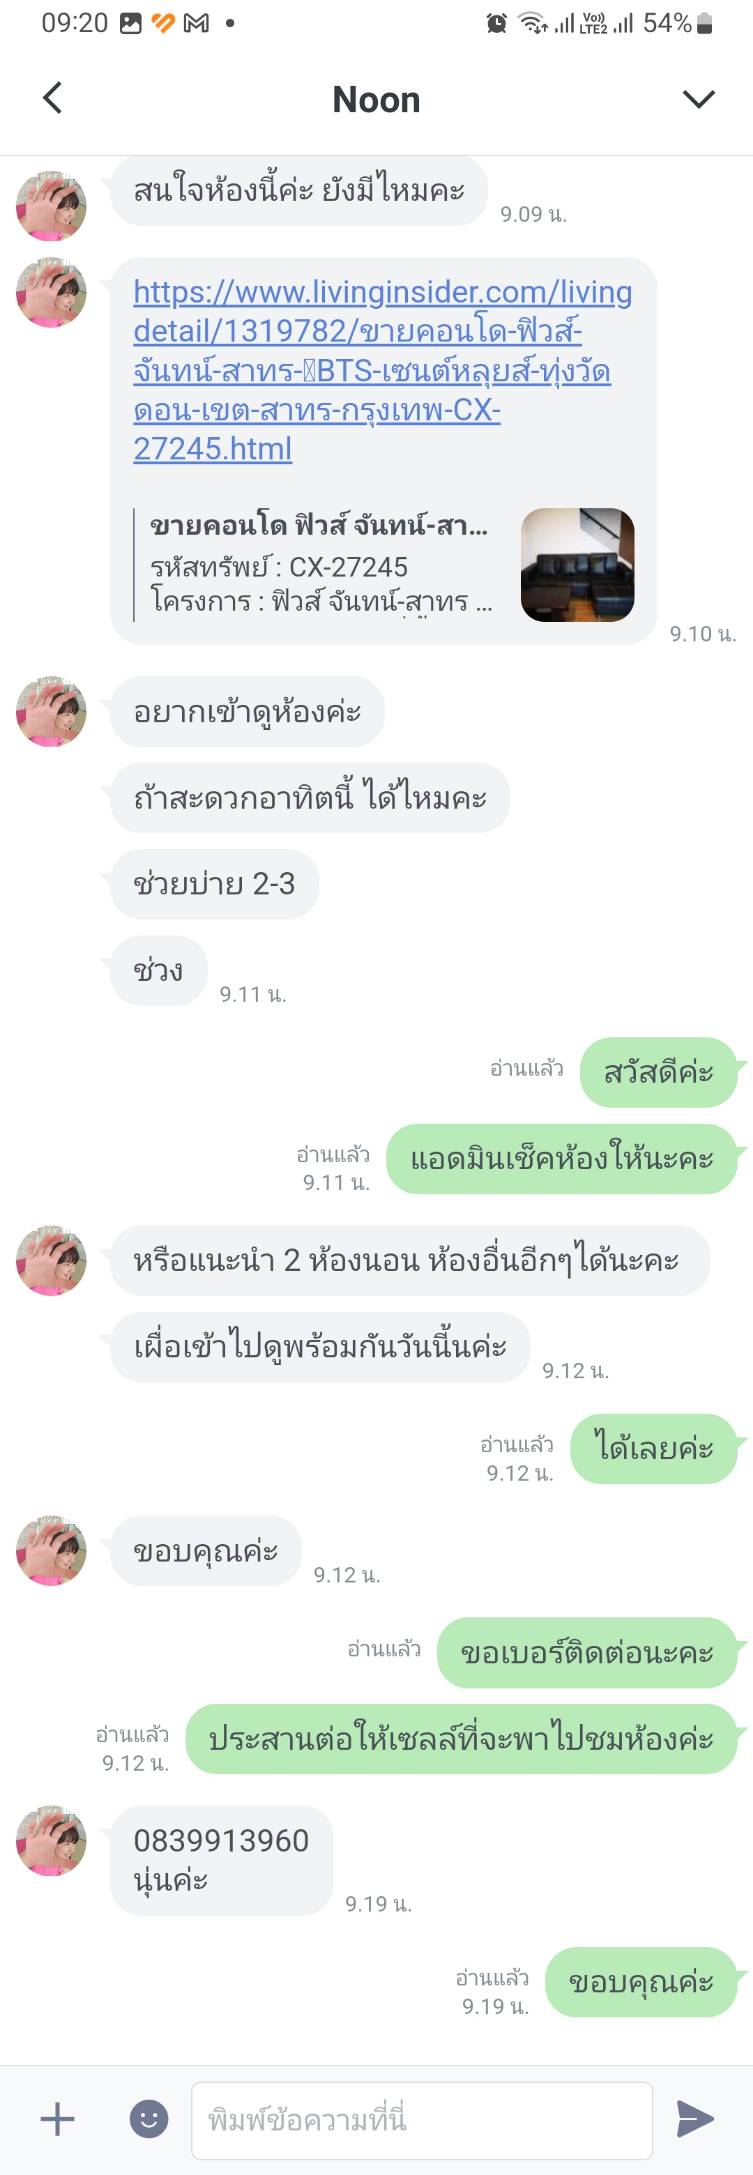 09:20
Vo))
LTE2
54%
Noon
สนใจห้องนี้ค่ะ ยังมีไหมคะ
9.09 น.
https://www.livinginsider.com/living
detail/1319782/ขายคอนโด-ฟิวส์-
จันทน์-สาทร-BTS-เซนต์หลุยส์-ทุ่งวัด
ดอน-เขต-สาทร-กรุงเทพ-CX-
27245.html
ขายคอนโด ฟิวส์ จันทน์-สา...
รหัสทรัพย์ : CX-27245
โครงการ : ฟิวส์ จันทน์-สาทร ...
9.10 น.
อยากเข้าดูห้องค่ะ
ถ้าสะดวกอาทิตนี้ ได้ไหมคะ
ช่วยบ่าย 2-3
ช่วง
9.11 น.
อ่านแล้ว
สวัสดีค่ะ
อ่านแล้ว
9.11 น.
แอดมินเช็คห้องให้นะคะ
หรือแนะนำ 2 ห้องนอน ห้องอื่นอีกๆได้นะคะ
เผื่อเข้าไปดูพร้อมกันวันนี้นค่ะ
9.12 น.
อ่านแล้ว
9.12 น.
ได้เลยค่ะ
ขอบคุณค่ะ
9.12 น.
อ่านแล้ว
ขอเบอร์ติดต่อนะคะ
อ่านแล้ว
9.12 น.
ประสานต่อให้เซลล์ที่จะพาไปชมห้องค่ะ
0839913960
นุ่นค่ะ
9.19 น.
อ่านแล้ว
9.19 น.
ขอบคุณค่ะ
พิมพ์ข้อความที่นี่